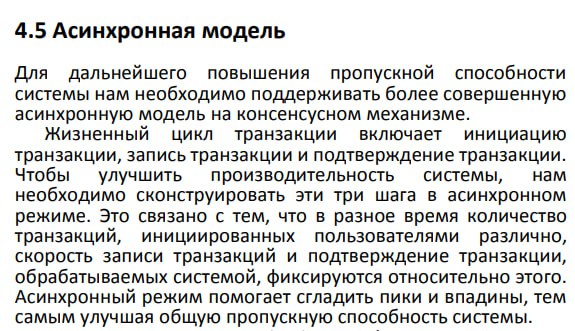 4.5 Асинхронная модель
Для дальнейшего повышения пропускной способности
системы нам необходимо поддерживать более совершенную
асинхронную модель на консенсусном механизме.
Жизненный цикл транзакции включает инициацию
транзакции, запись транзакции и подтверждение транзакции.
Чтобы улучшить производительность системы, нам
необходимо сконструировать эти три шага в асинхронном
режиме. Это связано с тем, что в разное время количество
транзакций, инициированных пользователями различно,
скорость записи транзакций и подтверждение транзакции,
обрабатываемых системой, фиксируются относительно этого.
Асинхронный режим помогает сгладить пики и впадины, тем
самым улучшая общую пропускную способность системы.